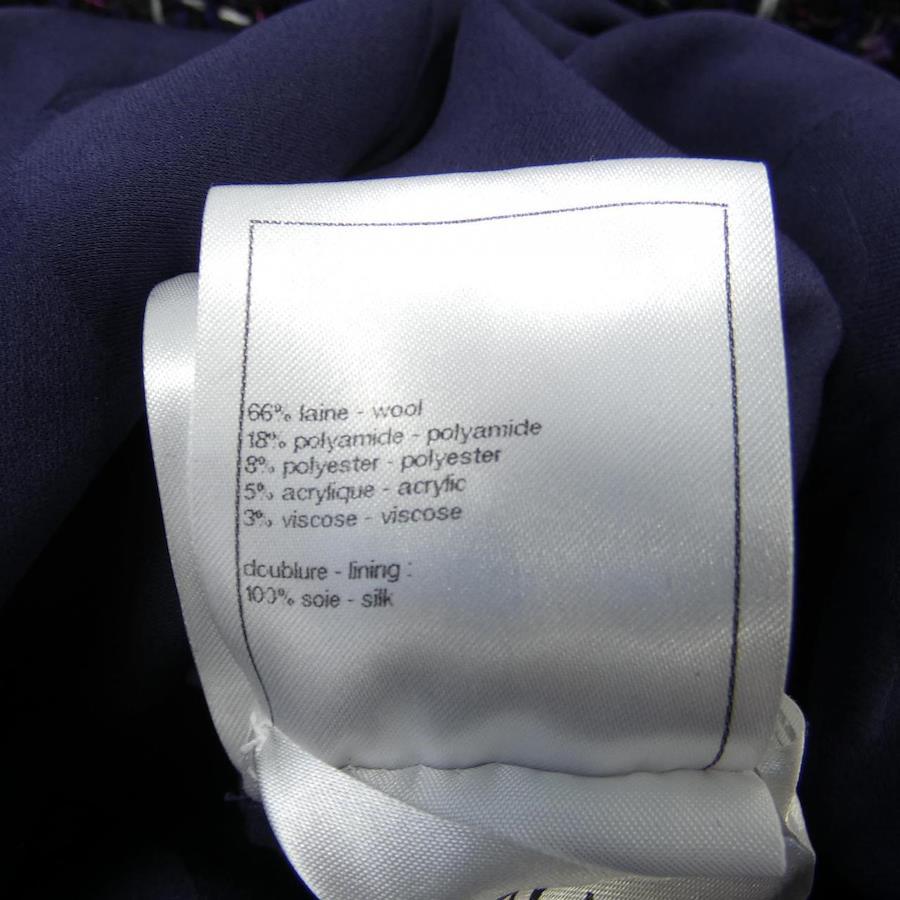 66% laine - wool
18% polyamide - polyamide
8% polyester - polyester
5% acrylique - acrylic
3% viscose - viscose
doublure - lining :
100% soie - silk